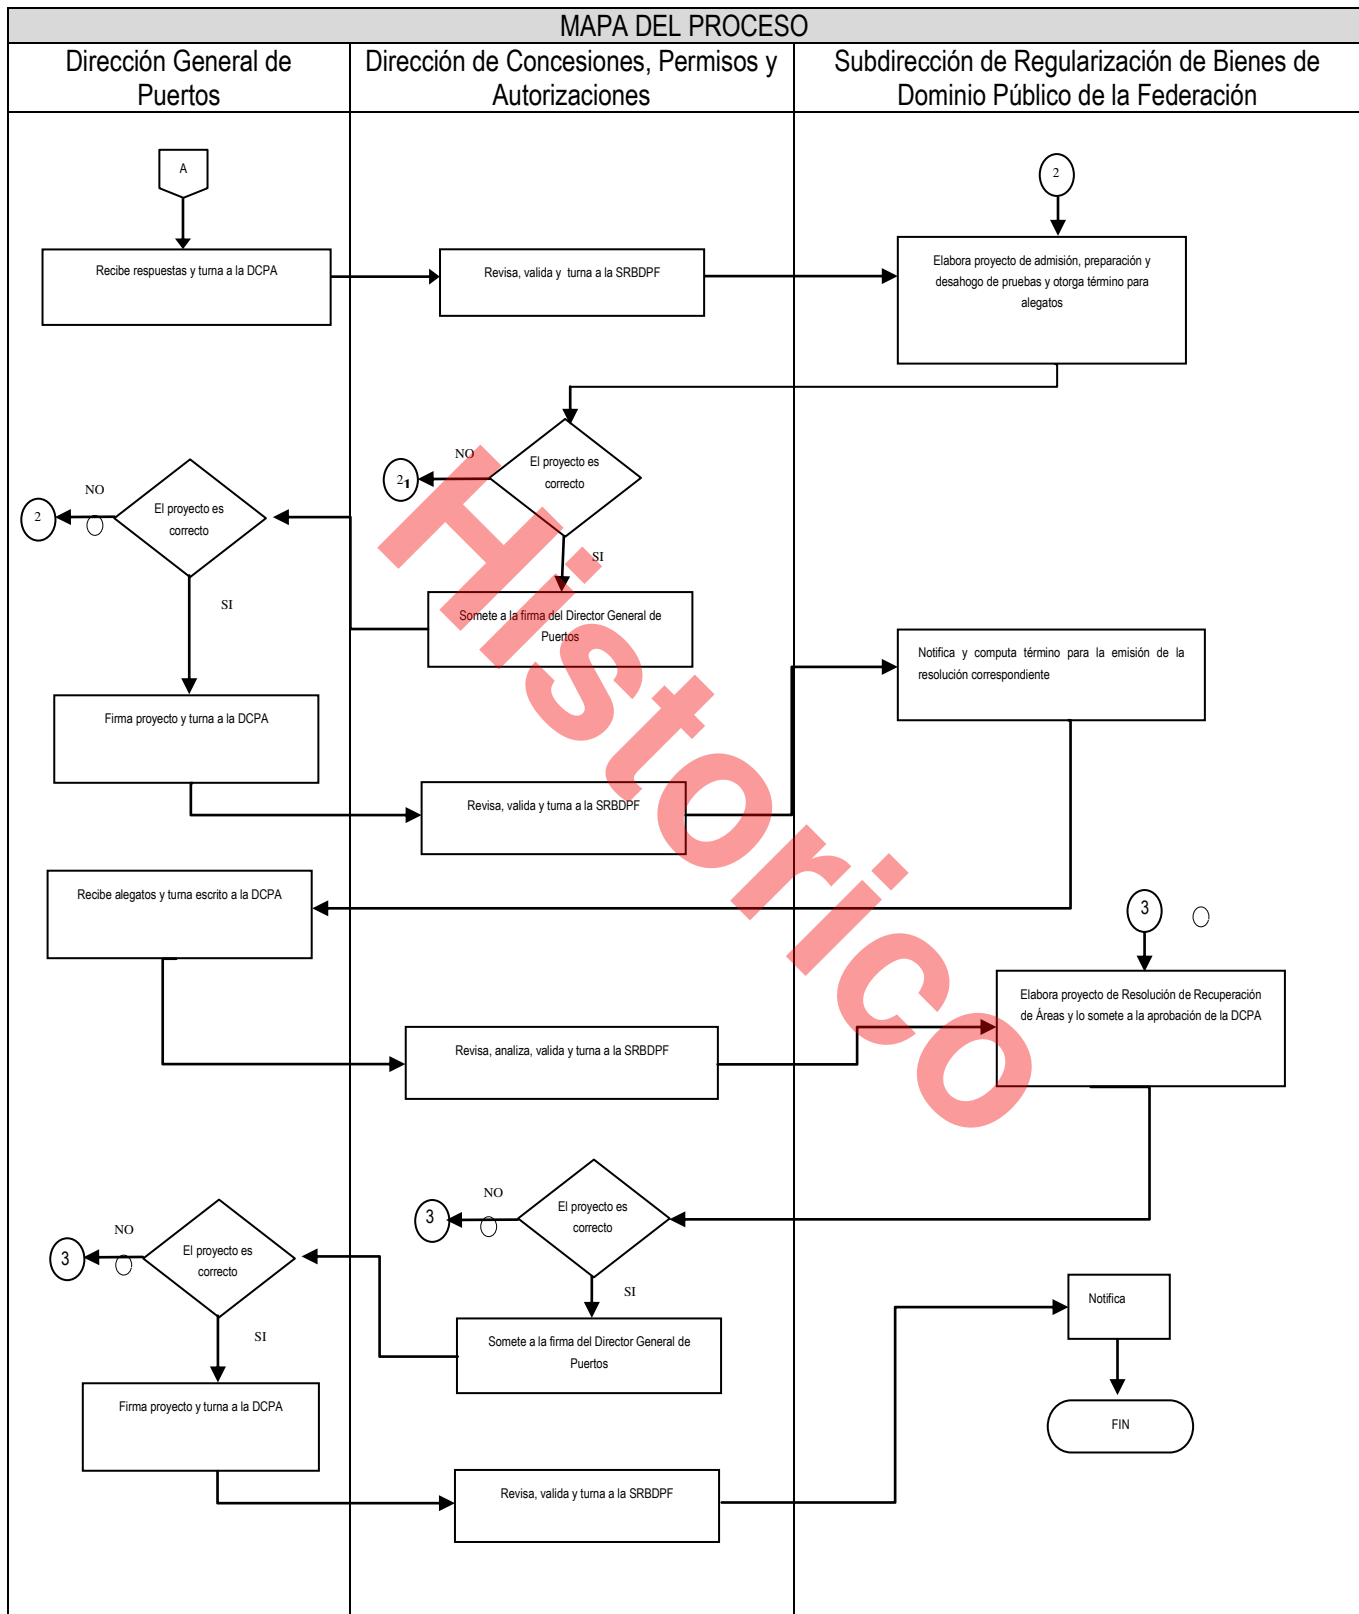 MAPA DEL PROCESO
Dirección General de
Puertos
Dirección de Concesiones, Permisos y
Autorizaciones
Subdirección de Regularización de Bienes de
Dominio Público de la Federación
A
2
Recibe respuestas y turna a la DCPA
Revisa, valida y turna a la SRBDPF
Elabora proyecto de admisión, preparación y
desahogo de pruebas y otorga término para
alegatos
El proyecto es
correcto
NO
21
SI
El proyecto es
correcto
NO
2
SI
Somete a la firma del Director General de
Puertos
Notifica y computa término para la emisión de la
resolución correspondiente
Firma proyecto y turna a la DCPA
Revisa, valida y turna a la SRBDPF
Recibe alegatos y turna escrito a la DCPA
3
Elabora proyecto de Resolución de Recuperación
de Áreas y lo somete a la aprobación de la DCPA
Revisa, analiza, valida y turna a la SRBDPF
El proyecto es
correcto
NO
3
SI
El proyecto es
correcto
NO
3
SI
Somete a la firma del Director General de
Puertos
Notifica
Firma proyecto y turna a la DCPA
FIN
Revisa, valida y turna a la SRBDPF
Historico